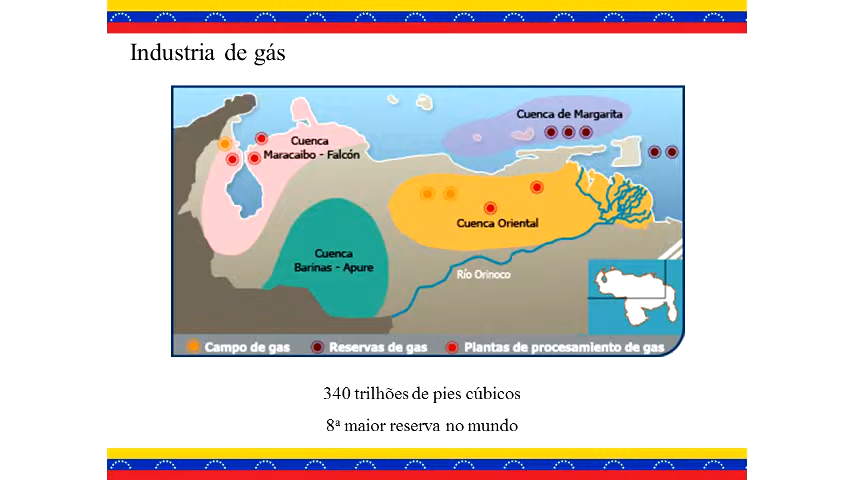 Industria de gás
Cuenca de Margarita
Cuenca
Maracaibo - Falcón
Cuenca Oriental
Cuenca
Barinas - Apure
Río Orinoco
Campo de gas
Reservas de gas
Plantas de procesamiento de gas
340 trilhões de pies cúbicos
8ª maior reserva no mundo